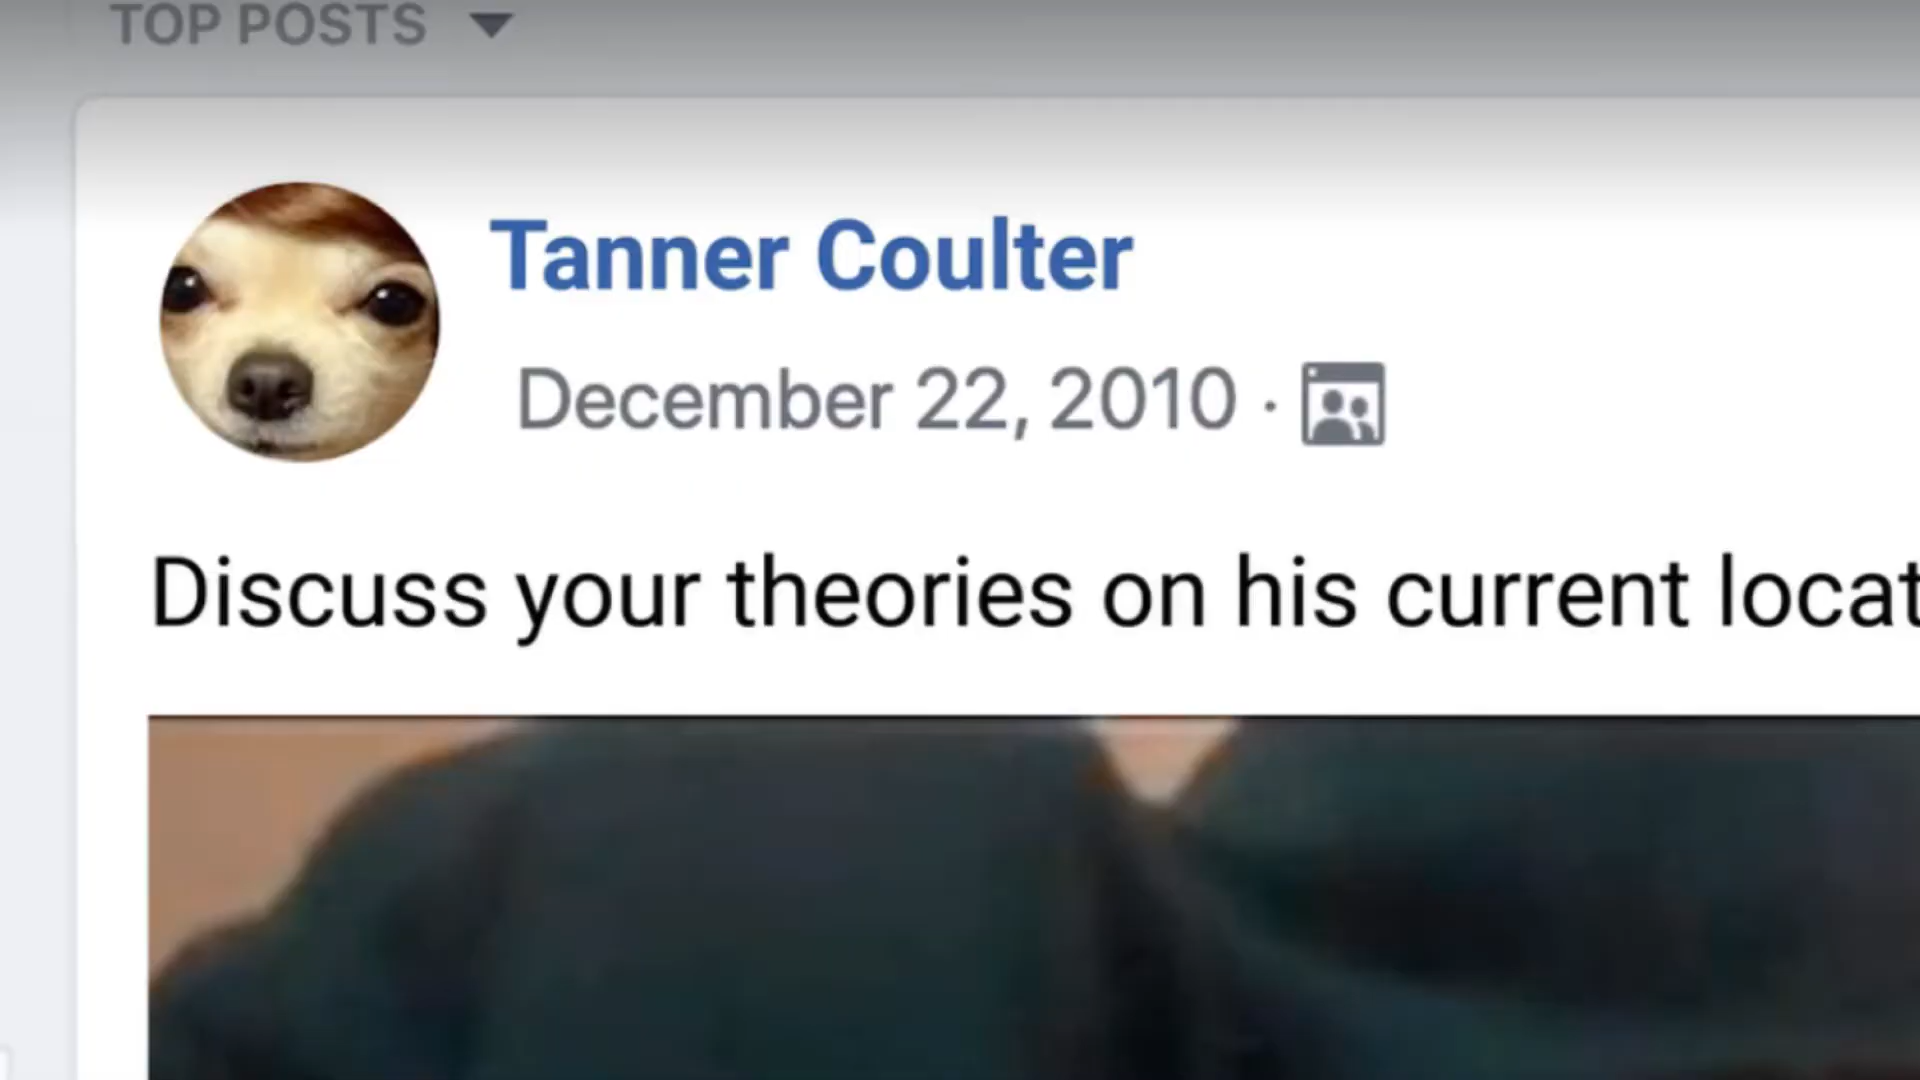 TOP POSTS
Tanner Coulter
December 22, 2010 ·
Discuss your theories on his current locat